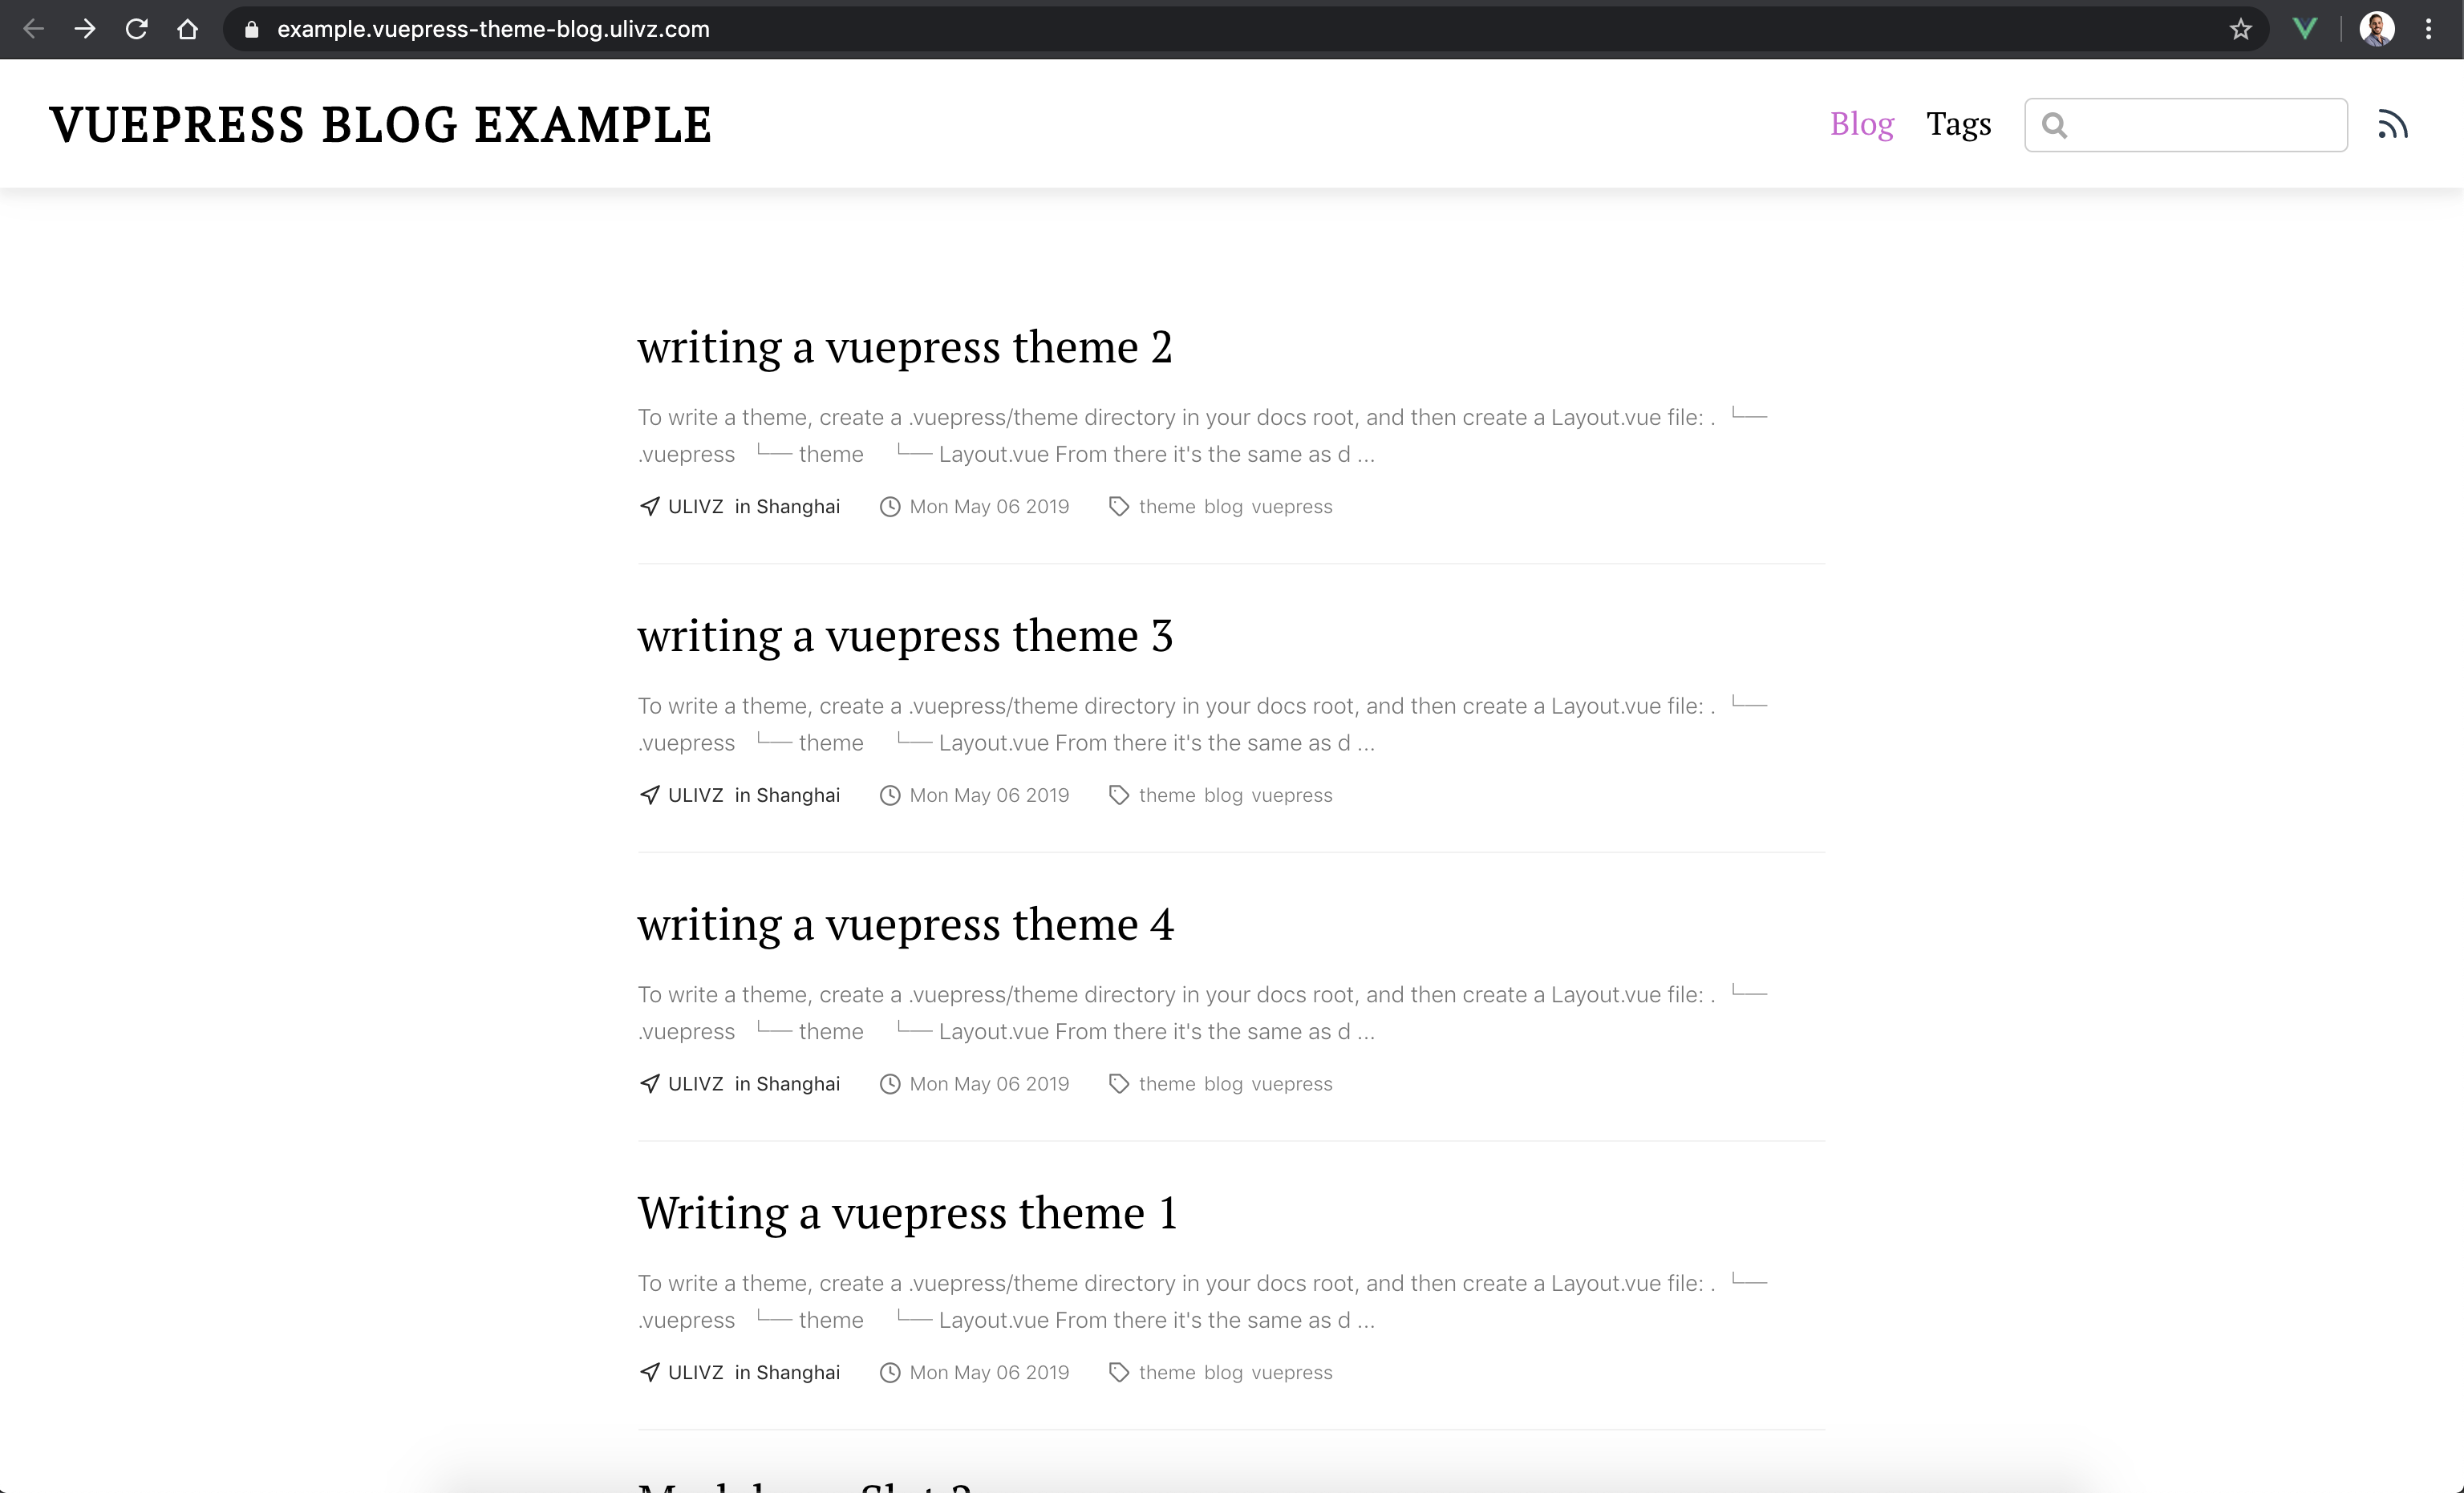 example.vuepress-theme-blog.ulivz.com
VUEPRESS BLOG EXAMPLE
Blog Tags
writing a vuepress theme 2
To write a theme, create a .vuepress/theme directory in your docs root, and then create a Layout.vue file: . └──
.vuepress └── theme └── Layout.vue From there it's the same as d ...
ULIVZ in Shanghai Mon May 06 2019 theme blog vuepress
writing a vuepress theme 3
To write a theme, create a .vuepress/theme directory in your docs root, and then create a Layout.vue file: . └──
.vuepress └── theme └── Layout.vue From there it's the same as d ...
ULIVZ in Shanghai Mon May 06 2019 theme blog vuepress
writing a vuepress theme 4
To write a theme, create a .vuepress/theme directory in your docs root, and then create a Layout.vue file: . └──
.vuepress └── theme └── Layout.vue From there it's the same as d ...
ULIVZ in Shanghai Mon May 06 2019 theme blog vuepress
Writing a vuepress theme 1
To write a theme, create a .vuepress/theme directory in your docs root, and then create a Layout.vue file: . └──
.vuepress └── theme └── Layout.vue From there it's the same as d ...
ULIVZ in Shanghai Mon May 06 2019 theme blog vuepress